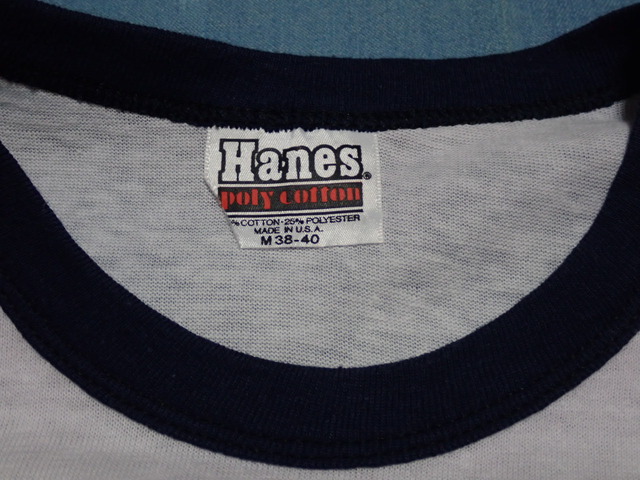 Hanes®
poly cotton
%COTTON-25% POLYESTER
MADE IN U.S.A.
M 38-40